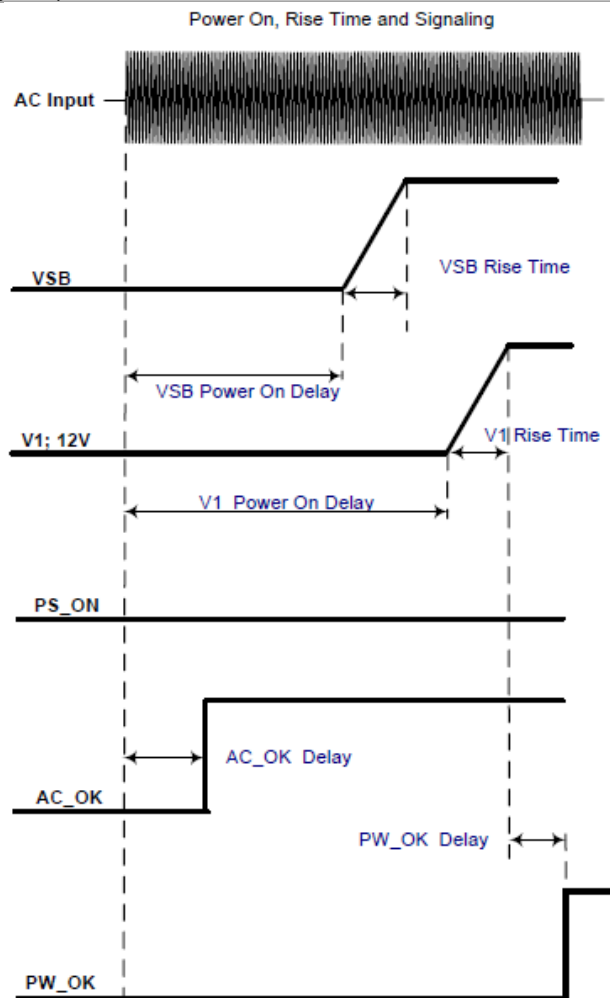 Power On, Rise Time and Signaling
AC Input
VSB
VSB Rise Time
VSB Power On Delay
V1; 12V
V1 Rise Time
V1 Power On Delay
PS_ON
AC_OK Delay
AC_OK
PW_OK Delay
PW_OK